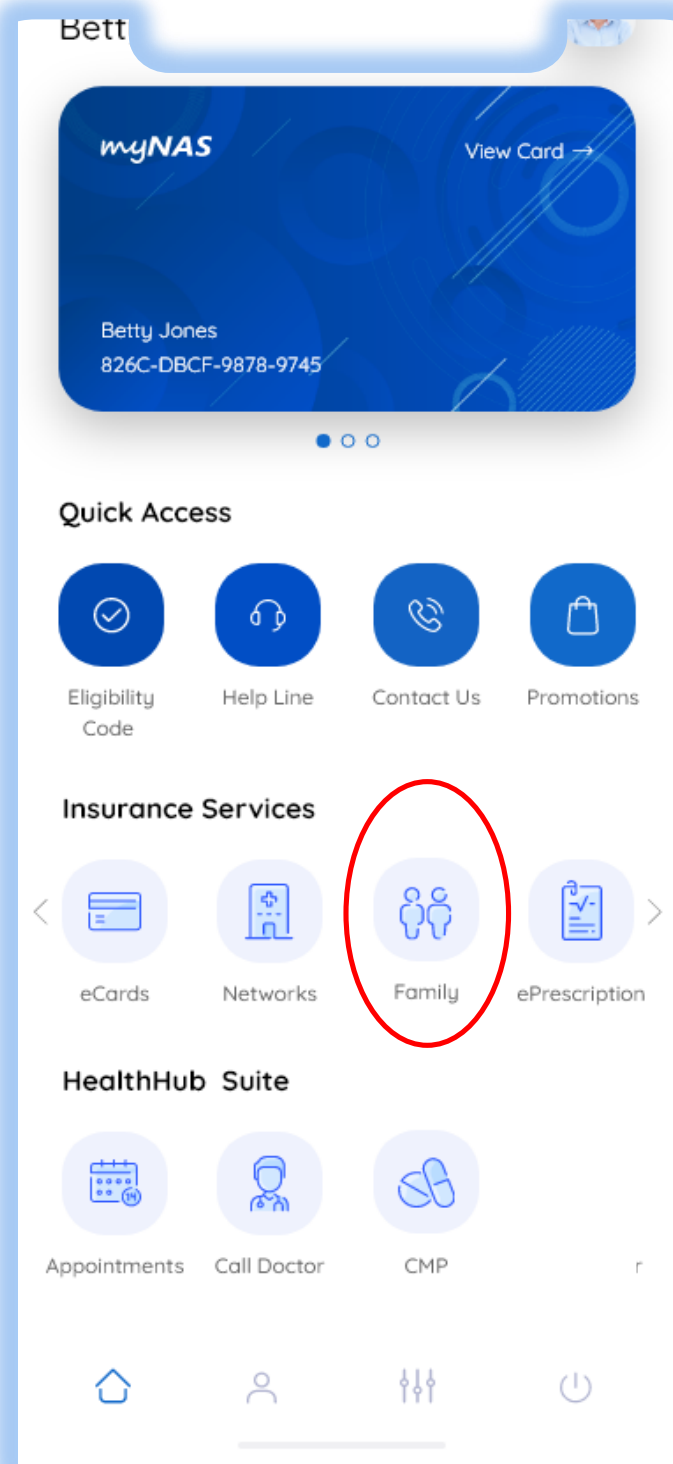 Bett
myNAS
View Card →
Betty Jones
826C-DBCF-9878-9745
Quick Access
Eligibility Code
Help Line
Contact Us
Promotions
Insurance Services
eCards
Networks
Family
ePrescription
HealthHub Suite
14
Appointments
Call Doctor
CMP
r